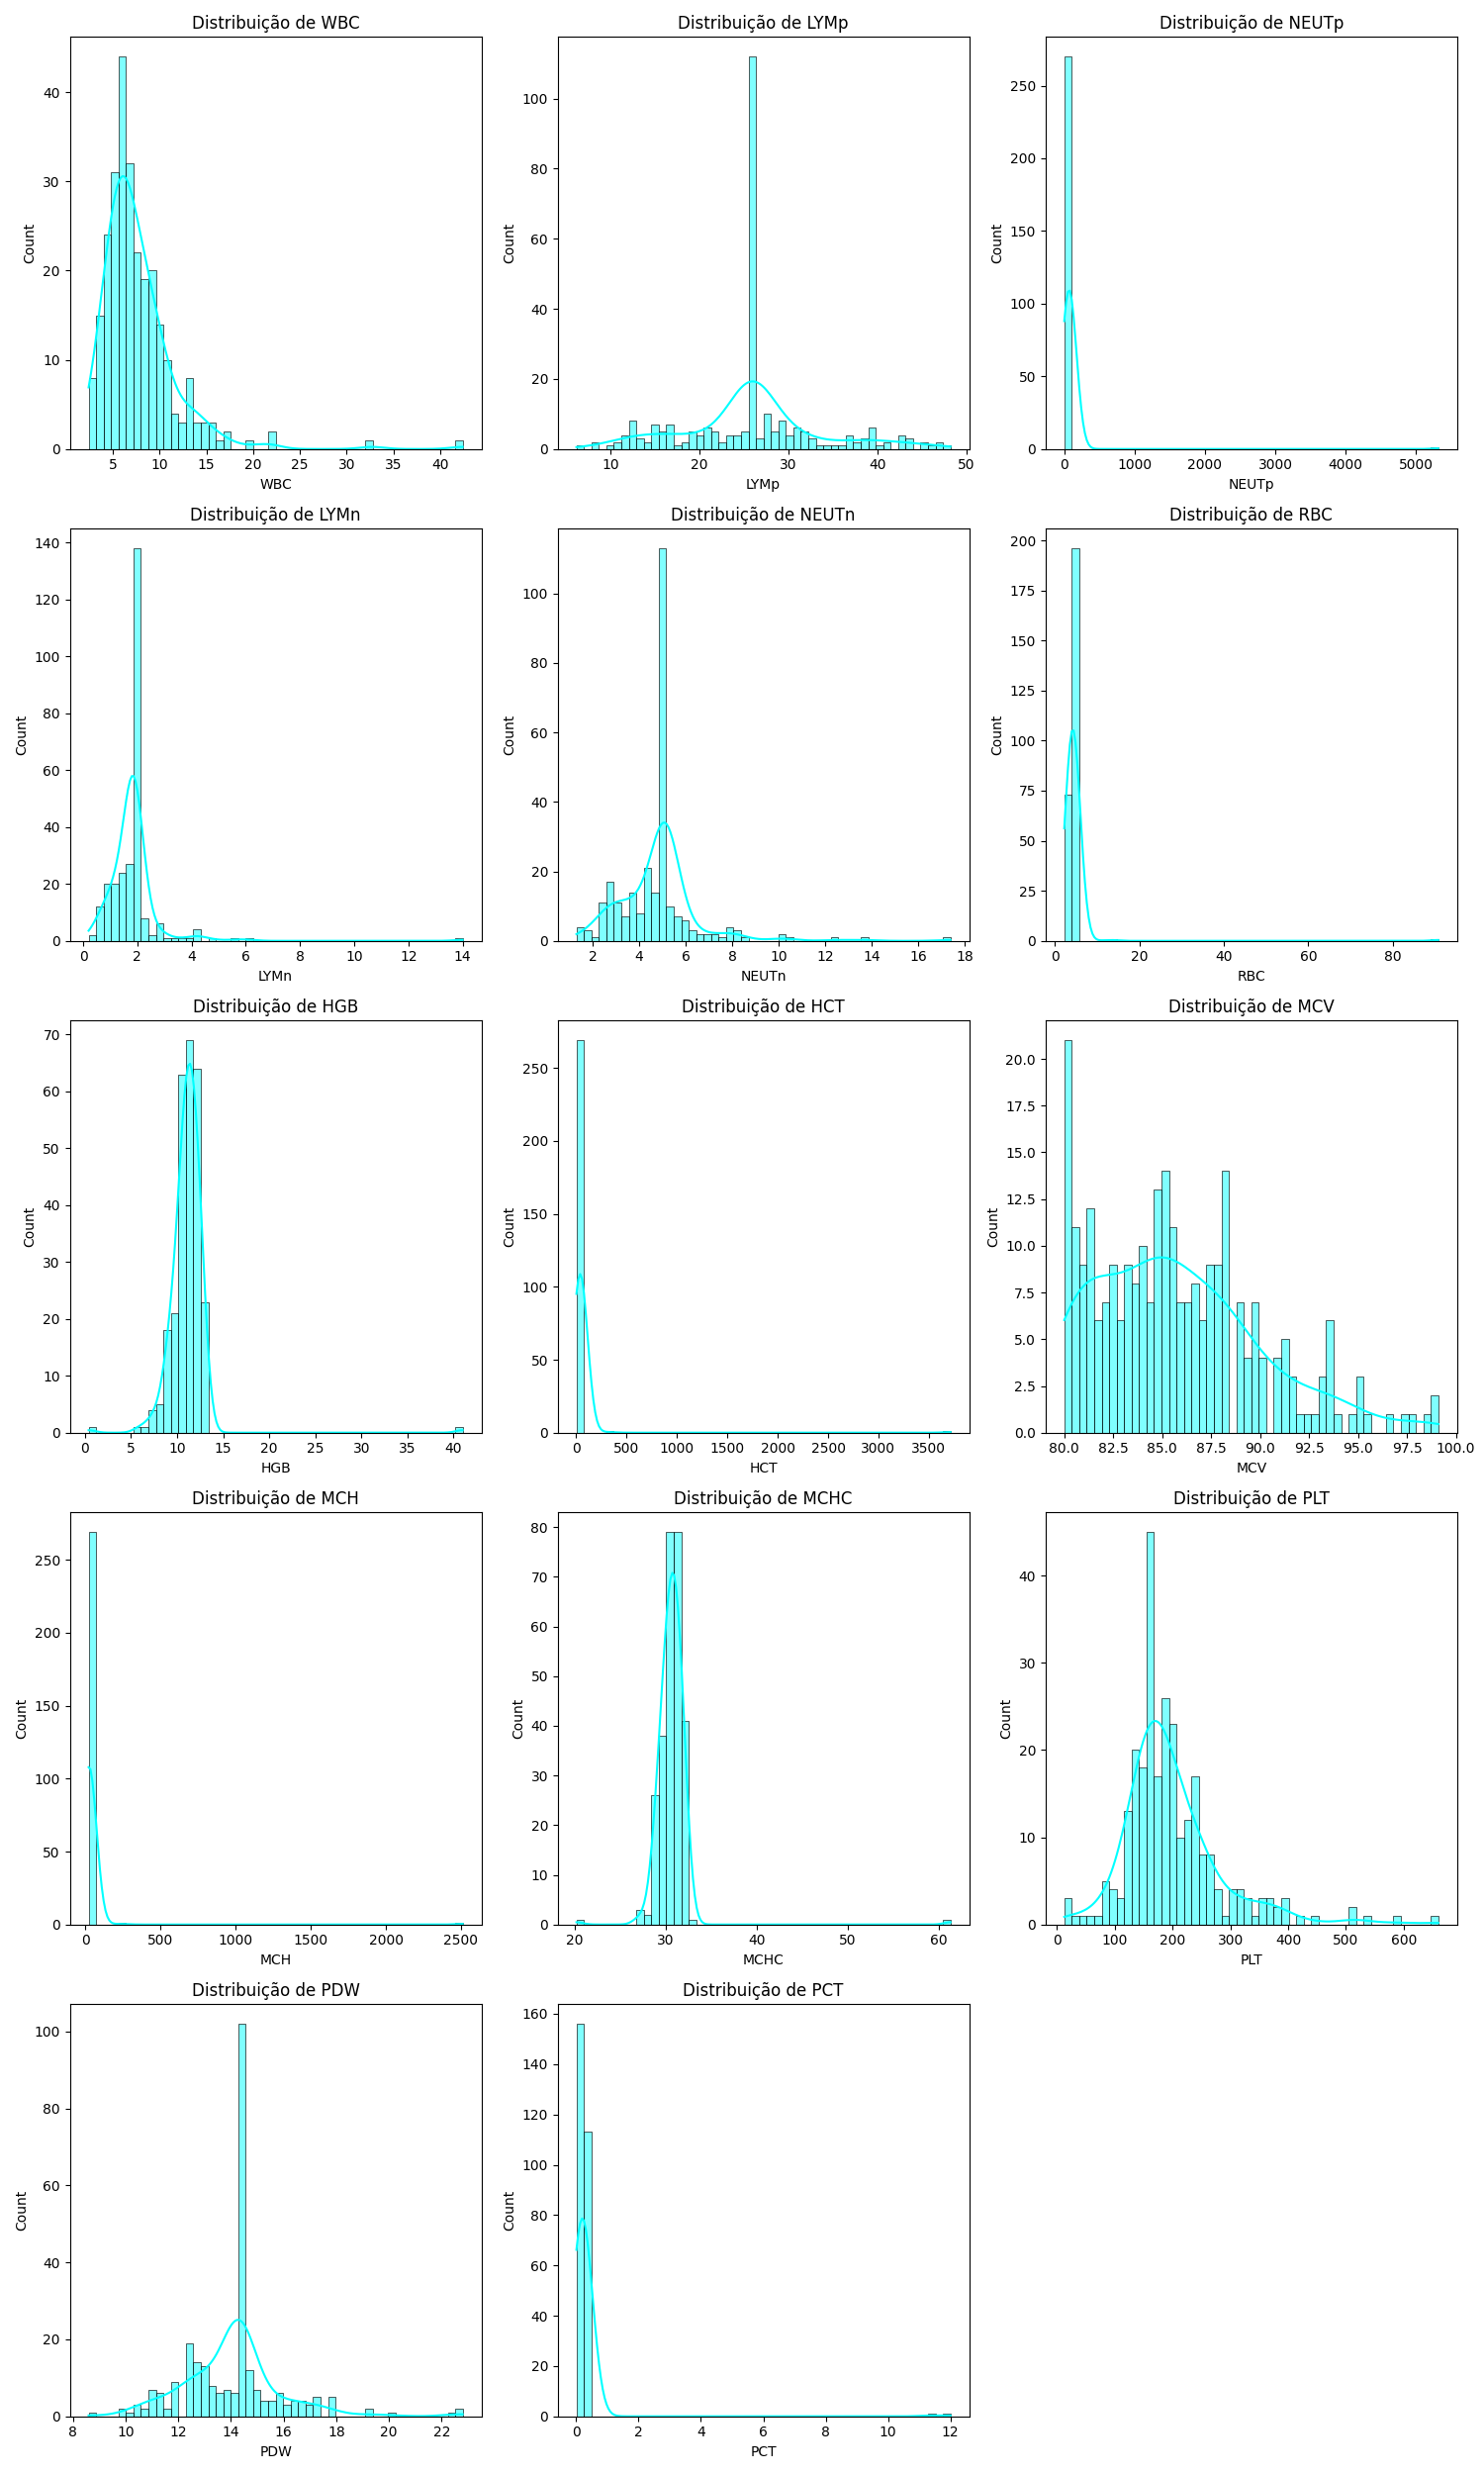 Distribuição de WBC
Count
40
30
20
10
0
5 10 15 20 25 30 35 40
WBC
Distribuição de LYMp
Count
100
80
60
40
20
0
10 20 30 40 50
LYMp
Distribuição de NEUTp
Count
250
200
150
100
50
0
0 1000 2000 3000 4000 5000
NEUTp
Distribuição de LYMn
Count
140
120
100
80
60
40
20
0
0 2 4 6 8 10 12 14
LYMn
Distribuição de NEUTn
Count
100
80
60
40
20
0
2 4 6 8 10 12 14 16 18
NEUTn
Distribuição de RBC
Count
200
175
150
125
100
75
50
25
0
0 20 40 60 80
RBC
Distribuição de HGB
Count
70
60
50
40
30
20
10
0
0 5 10 15 20 25 30 35 40
HGB
Distribuição de HCT
Count
250
200
150
100
50
0
0 500 1000 1500 2000 2500 3000 3500
HCT
Distribuição de MCV
Count
20.0
17.5
15.0
12.5
10.0
7.5
5.0
2.5
0.0
80.0 82.5 85.0 87.5 90.0 92.5 95.0 97.5 100.0
MCV
Distribuição de MCH
Count
250
200
150
100
50
0
0 500 1000 1500 2000 2500
MCH
Distribuição de MCHC
Count
80
70
60
50
40
30
20
10
0
20 30 40 50 60
MCHC
Distribuição de PLT
Count
40
30
20
10
0
0 100 200 300 400 500 600
PLT
Distribuição de PDW
Count
100
80
60
40
20
0
8 10 12 14 16 18 20 22
PDW
Distribuição de PCT
Count
160
140
120
100
80
60
40
20
0
0 2 4 6 8 10 12
PCT